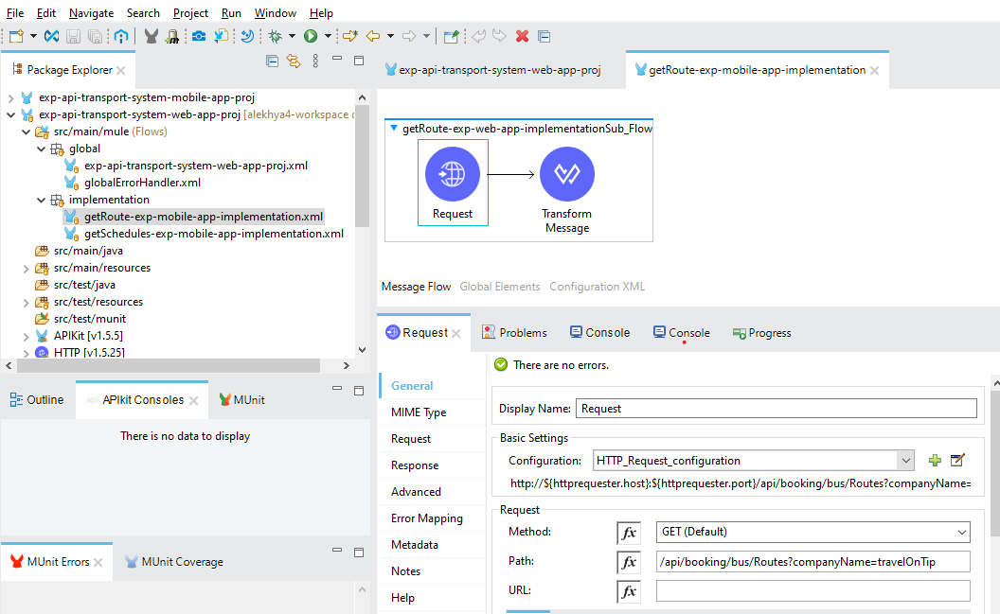 File Edit Navigate Search Project Run Window Help
Package Explorer
exp-api-transport-system-mobile-app-proj
exp-api-transport-system-web-app-proj [alekhya4-workspace
src/main/mule (Flows)
global
exp-api-transport-system-web-app-proj.xml
globalErrorHandler.xml
implementation
getRoute-exp-mobile-app-implementation.xml
getSchedules-exp-mobile-app-implementation.xml
src/main/java
src/main/resources
src/test/java
src/test/resources
src/test/munit
APIKit [v1.5.5]
HTTP [v1.5.25]
Outline
api APIkit Consoles
MUnit
There is no data to display
MUnit Errors
MUnit Coverage
exp-api-transport-system-web-app-proj
getRoute-exp-mobile-app-implementation
getRoute-exp-web-app-implementationSub_Flow
Request
Transform
Message
Message Flow Global Elements Configuration XML
Request
Problems
Console
Console
Progress
There are no errors.
General
MIME Type
Request
Response
Advanced
Error Mapping
Metadata
Notes
Help
Display Name: Request
Basic Settings
Configuration: HTTP_Request_configuration
http://${httprequester.host}:${httprequester.port}/api/booking/bus/Routes?companyName=
Request
Method: fx GET (Default)
Path: fx /api/booking/bus/Routes?companyName=travelOnTip
URL: fx